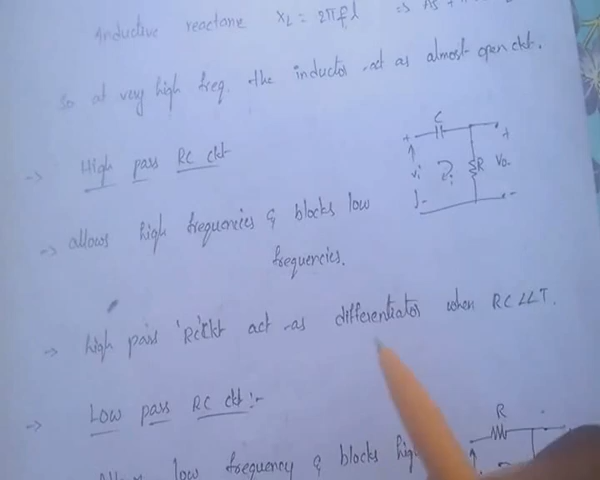 Inductive reactance XL = 2πfl ⇒ As
So at very high freq. the inductor act as almost open ckt.
→ High pass RC ckt
C
+ +
Vi i R Vo
- -
→ allows high frequencies & blocks low
frequencies.
→ high pass 'RC'ckt act as differentiator when RC<<T.
→ Low pass RC ckt:-
R
low frequency & blocks